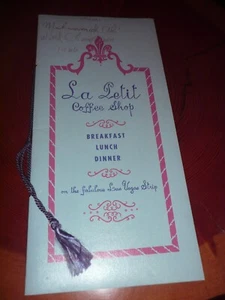 La Petit
Coffee Shop
BREAKFAST
LUNCH
DINNER
on the fabulous Las Vegas Strip